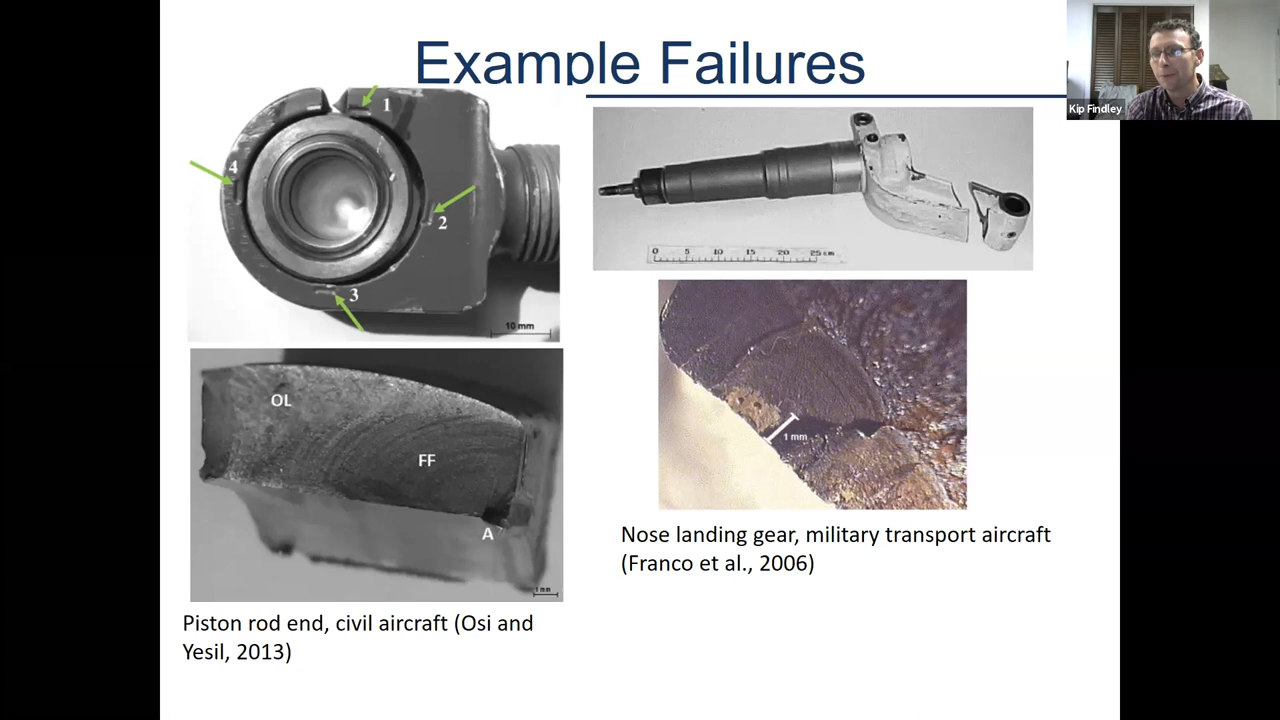 Example Failures
Kip Findley
1
4
2
3
10 mm
0 5 10 15 20 25 cm
OL
FF
A
1 mm
1 mm
Nose landing gear, military transport aircraft
(Franco et al., 2006)
Piston rod end, civil aircraft (Osi and
Yesil, 2013)